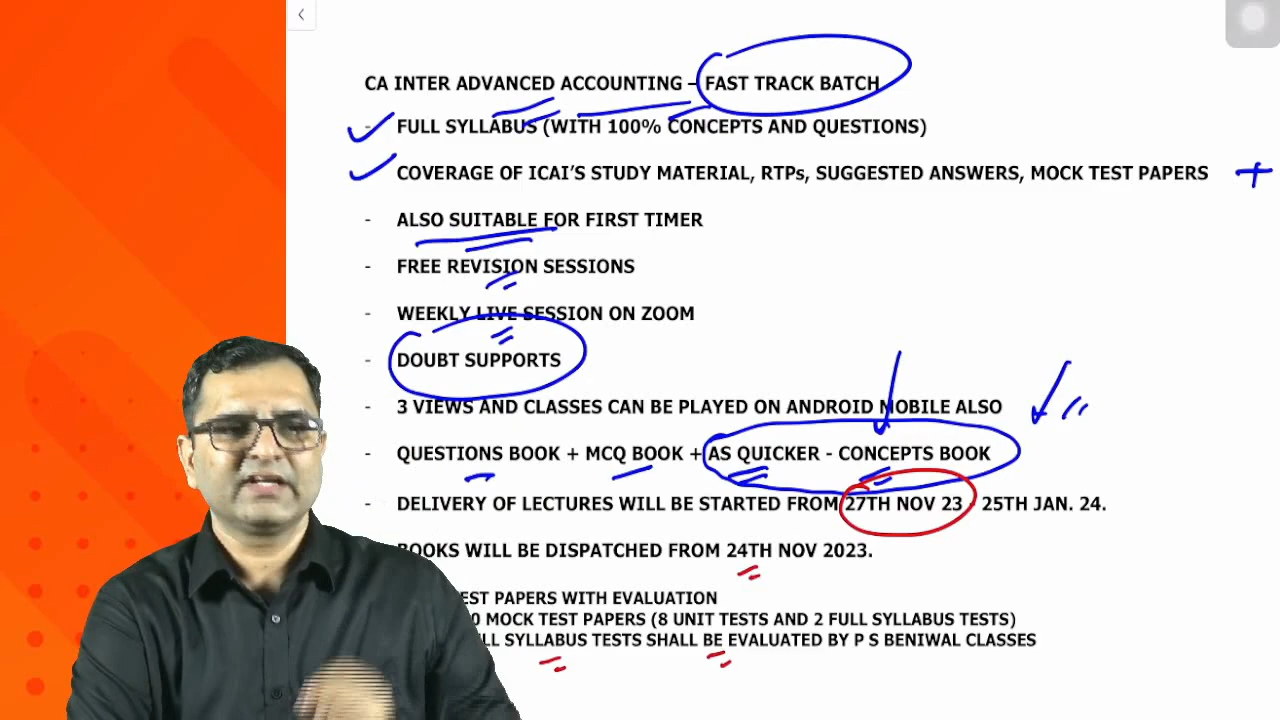 CA INTER ADVANCED ACCOUNTING – FAST TRACK BATCH
- FULL SYLLABUS (WITH 100% CONCEPTS AND QUESTIONS)
COVERAGE OF ICAI'S STUDY MATERIAL, RTPs, SUGGESTED ANSWERS, MOCK TEST PAPERS +
- ALSO SUITABLE FOR FIRST TIMER
- FREE REVISION SESSIONS
- WEEKLY LIVE SESSION ON ZOOM
- DOUBT SUPPORTS
- 3 VIEWS AND CLASSES CAN BE PLAYED ON ANDROID MOBILE ALSO
- QUESTIONS BOOK + MCQ BOOK + AS QUICKER - CONCEPTS BOOK
- DELIVERY OF LECTURES WILL BE STARTED FROM 27TH NOV 23 - 25TH JAN. 24.
BOOKS WILL BE DISPATCHED FROM 24TH NOV 2023.
EST PAPERS WITH EVALUATION
0 MOCK TEST PAPERS (8 UNIT TESTS AND 2 FULL SYLLABUS TESTS)
LL SYLLABUS TESTS SHALL BE EVALUATED BY P S BENIWAL CLASSES